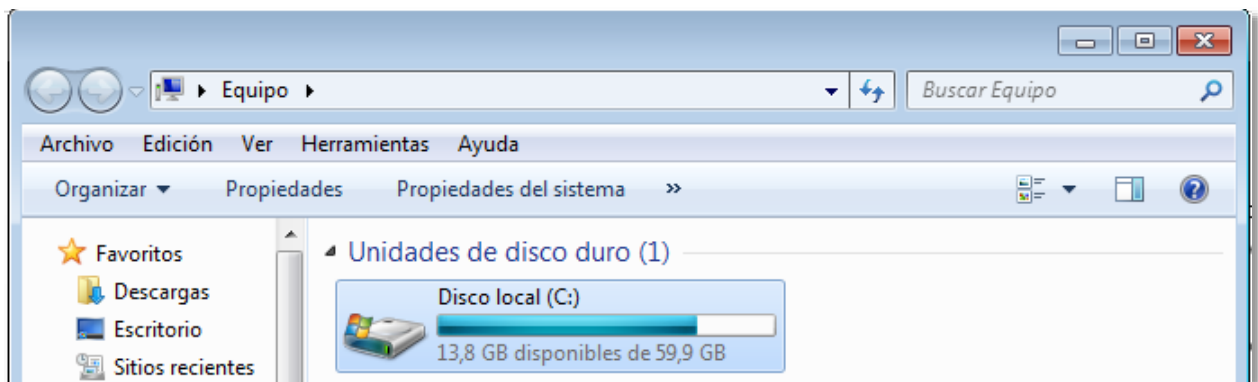 Equipo
Buscar Equipo
Archivo Edición Ver Herramientas Ayuda
Organizar Propiedades Propiedades del sistema »
Favoritos
Descargas
Escritorio
Sitios recientes
Unidades de disco duro (1)
Disco local (C:)
13,8 GB disponibles de 59,9 GB